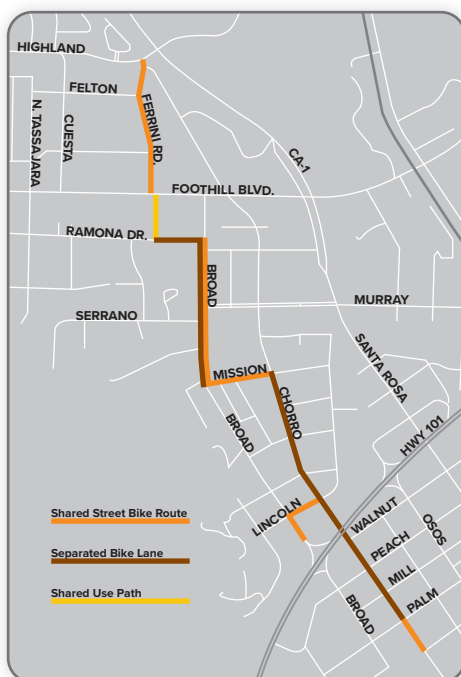 HIGHLAND
FELTON
N. TASSAJARA
CUESTA
FERRINI RD.
CA-1
FOOTHILL BLVD.
RAMONA DR.
BROAD
MURRAY
SERRANO
SANTA ROSA
MISSION
CHORRO
BROAD
HWY 101
LINCOLN
WALNUT
OSOS
PEACH
MILL
PALM
BROAD
Shared Street Bike Route
Separated Bike Lane
Shared Use Path